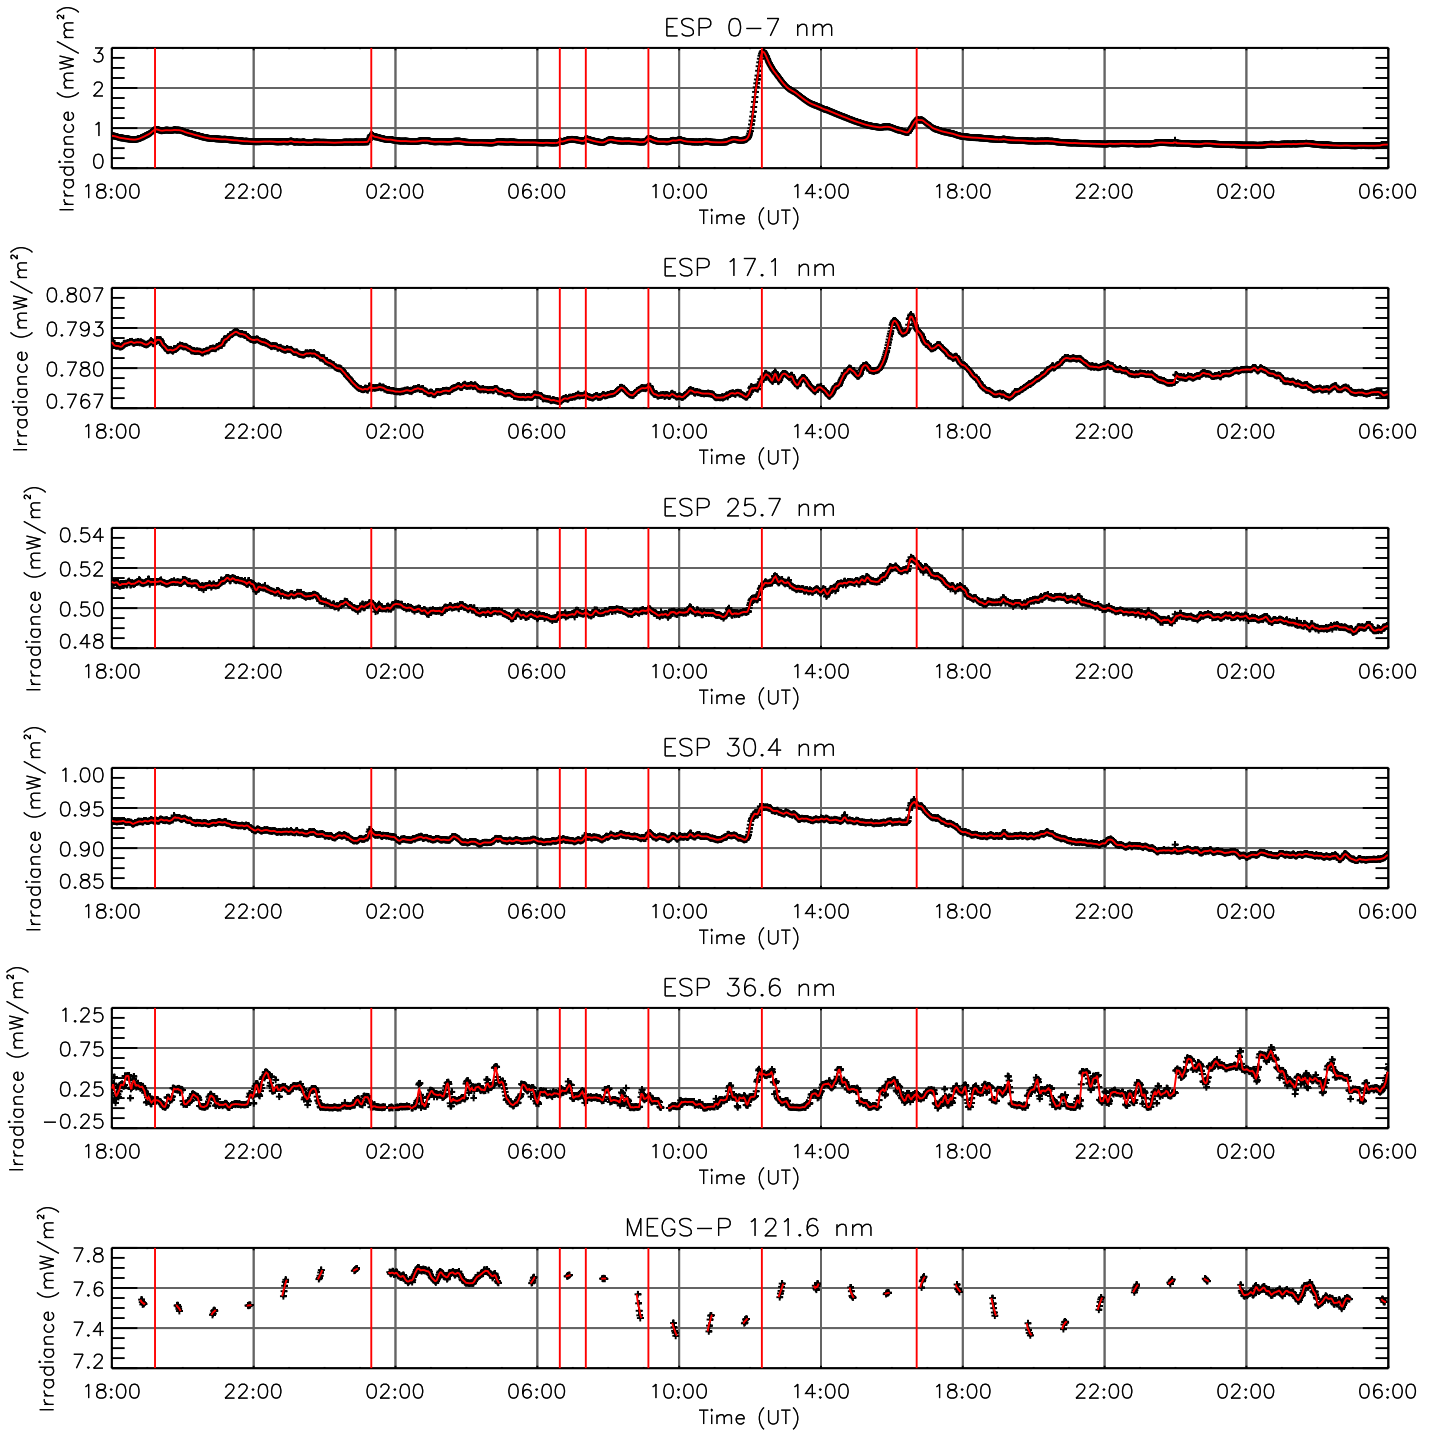 ESP 0-7 nm
Irradiance (mW/m²)
3
2
1
0
18:00 22:00 02:00 06:00 10:00 14:00 18:00 22:00 02:00 06:00
Time (UT)
ESP 17.1 nm
Irradiance (mW/m²)
0.807
0.793
0.780
0.767
18:00 22:00 02:00 06:00 10:00 14:00 18:00 22:00 02:00 06:00
Time (UT)
ESP 25.7 nm
Irradiance (mW/m²)
0.54
0.52
0.50
0.48
18:00 22:00 02:00 06:00 10:00 14:00 18:00 22:00 02:00 06:00
Time (UT)
ESP 30.4 nm
Irradiance (mW/m²)
1.00
0.95
0.90
0.85
18:00 22:00 02:00 06:00 10:00 14:00 18:00 22:00 02:00 06:00
Time (UT)
ESP 36.6 nm
Irradiance (mW/m²)
1.25
0.75
0.25
-0.25
18:00 22:00 02:00 06:00 10:00 14:00 18:00 22:00 02:00 06:00
Time (UT)
MEGS-P 121.6 nm
Irradiance (mW/m²)
7.8
7.6
7.4
7.2
18:00 22:00 02:00 06:00 10:00 14:00 18:00 22:00 02:00 06:00
Time (UT)